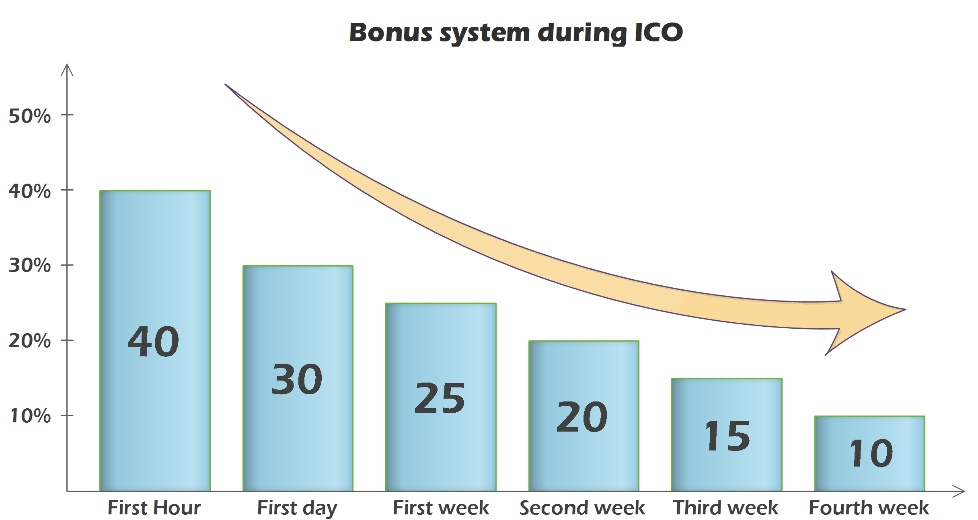 Bonus system during ICO
50%
40%
30%
20%
10%
40
30
25
20
15
10
First Hour
First day
First week
Second week
Third week
Fourth week